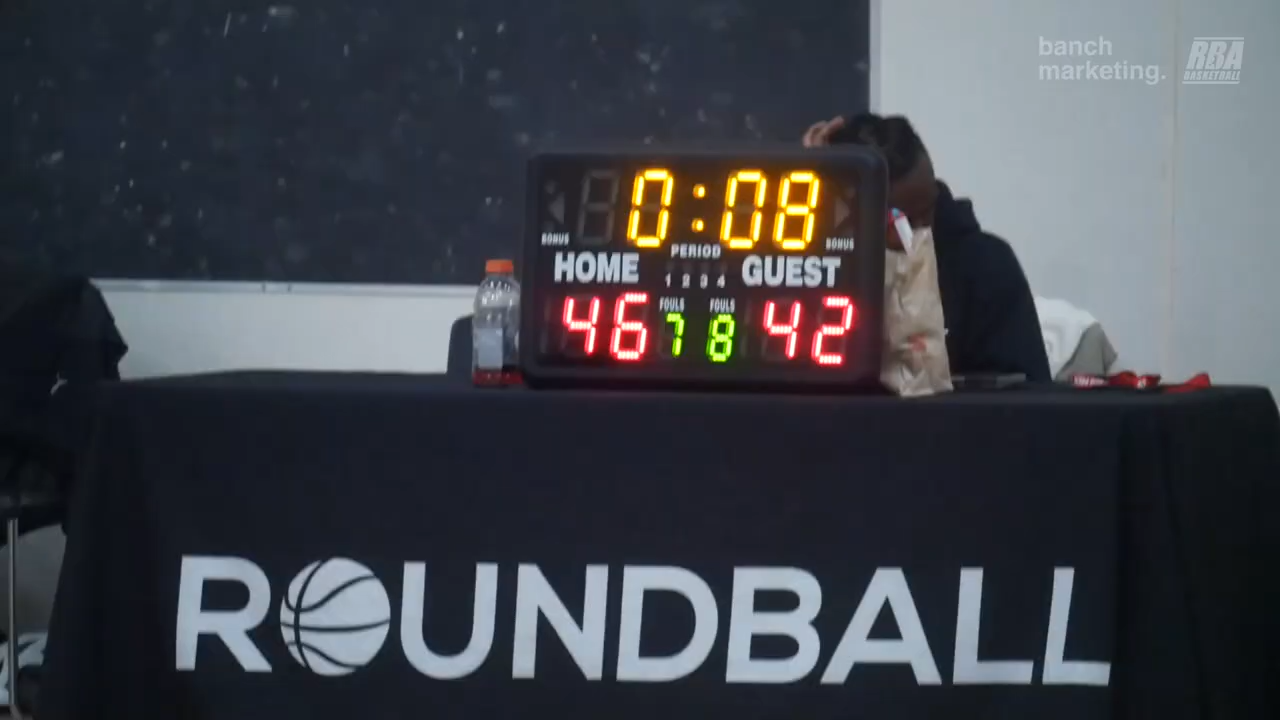 banch
marketing.
RBA
BASKETBALL
0:08
BONUS
PERIOD
BONUS
HOME
1 2 3 4
GUEST
46
FOULS
7
FOULS
8
42
ROUNDBALL